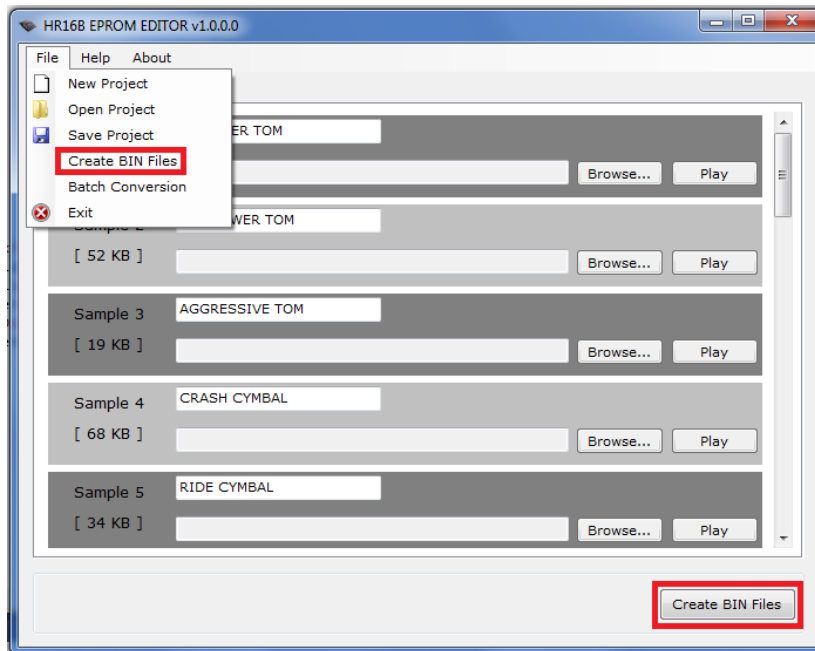 HR16B EPROM EDITOR v1.0.0.0
File Help About
New Project
Open Project
Save Project
Create BIN Files
Batch Conversion
Exit
ER TOM
Browse... Play
WER TOM
[ 52 KB ]
Browse... Play
Sample 3 AGGRESSIVE TOM
[ 19 KB ]
Browse... Play
Sample 4 CRASH CYMBAL
[ 68 KB ]
Browse... Play
Sample 5 RIDE CYMBAL
[ 34 KB ]
Browse... Play
Create BIN Files